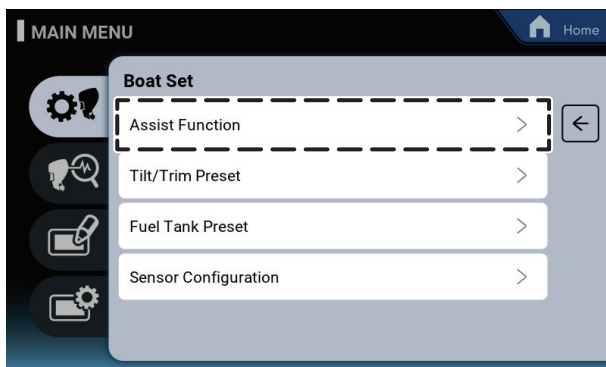 MAIN MENU
Home
Boat Set
Assist Function
Tilt/Trim Preset
Fuel Tank Preset
Sensor Configuration